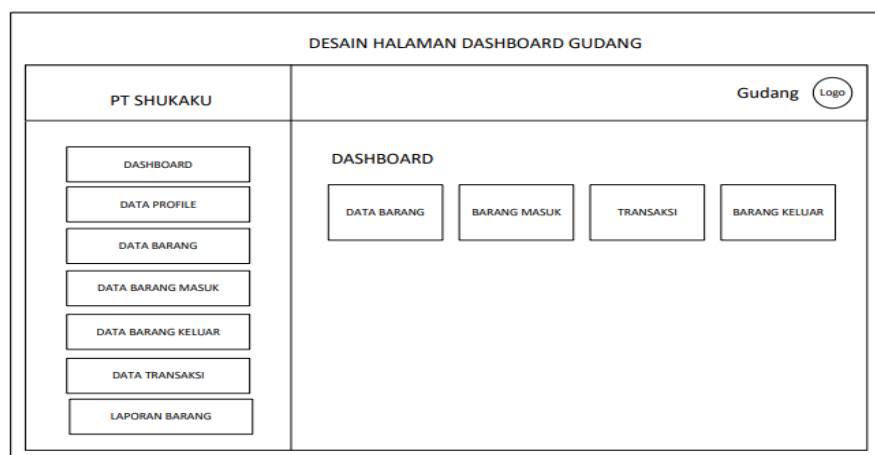 DESAIN HALAMAN DASHBOARD GUDANG
PT SHUKAKU
Gudang
Logo
DASHBOARD
DATA PROFILE
DATA BARANG
DATA BARANG MASUK
DATA BARANG KELUAR
DATA TRANSAKSI
LAPORAN BARANG
DASHBOARD
DATA BARANG
BARANG MASUK
TRANSAKSI
BARANG KELUAR